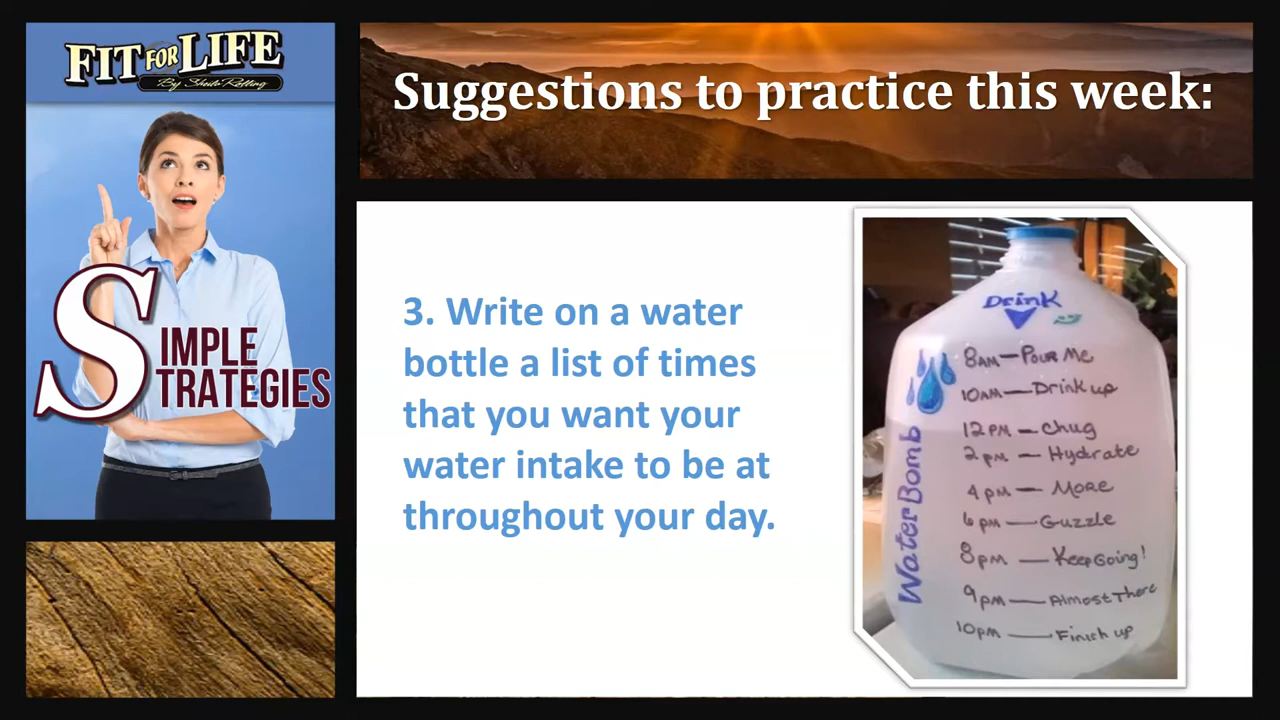 FIT FOR LIFE
By Sheila Rolling
SIMPLE
STRATEGIES
Suggestions to practice this week:
3. Write on a water
bottle a list of times
that you want your
water intake to be at
throughout your day.
Drink
8AM—Pour Me
10AM—Drink up
12 PM—Chug
2pm—Hydrate
4pm—More
6pm—Guzzle
8pm—Keep Going!
9pm—Almost There
10pm—Finish up
Water Bomb